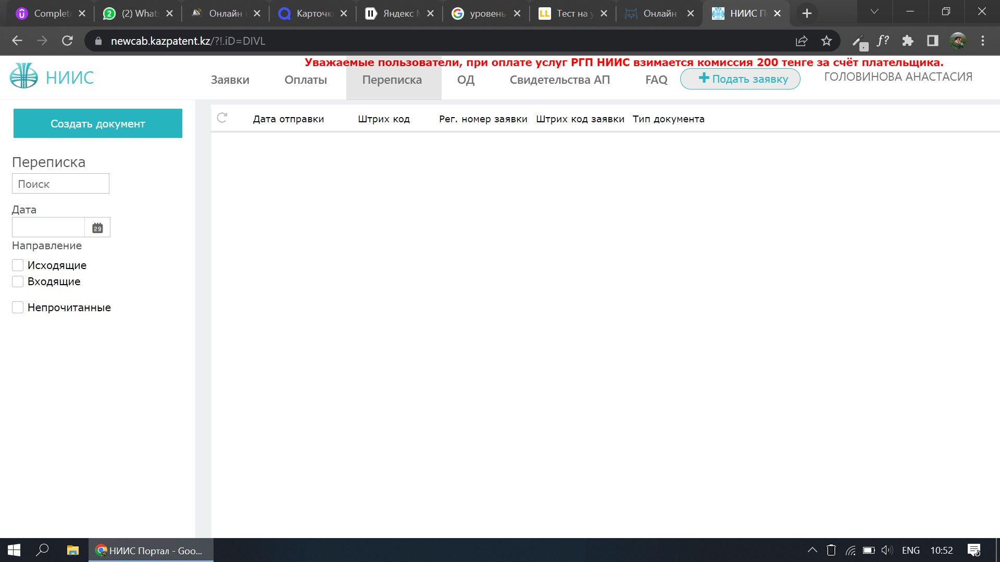 Complete
(2) Whats
Онлайн
Карточк
Яндекс М
уровень
Тест на у
Онлайн
НИИС П
newcab.kazpatent.kz/?!.iD=DIVL
f?
Уважаемые пользователи, при оплате услуг РГП НИИС взимается комиссия 200 тенге за счёт плательщика.
НИИС
Заявки
Оплаты
Переписка
ОД
Свидетельства АП
FAQ
Подать заявку
ГОЛОВИНОВА АНАСТАСИЯ
Создать документ
Дата отправки
Штрих код
Рег. номер заявки
Штрих код заявки
Тип документа
Переписка
Поиск
Дата
29
Направление
Исходящие
Входящие
Непрочитанные
НИИС Портал - Goo...
ENG
10:52